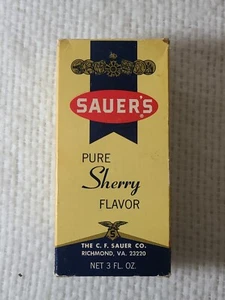 SAUER'S
PURE
Sherry
FLAVOR
S
THE C. F. SAUER CO.
RICHMOND, VA. 23220
NET 3 FL. OZ.